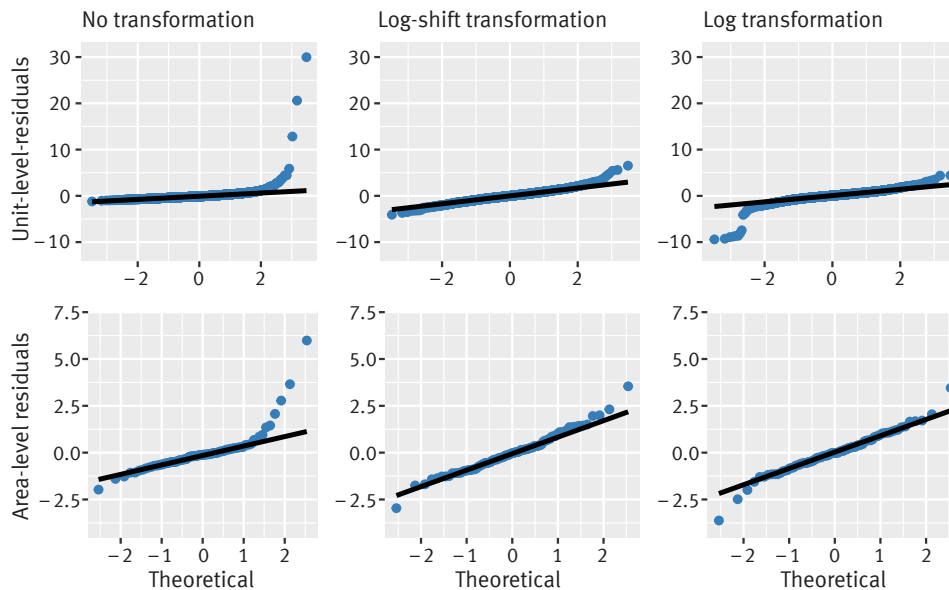 No transformation
Log-shift transformation
Log transformation
Unit-level-residuals
30
20
10
0
−10
−2 0 2
30
20
10
0
−10
−2 0 2
30
20
10
0
−10
−2 0 2
Area-level residuals
7.5
5.0
2.5
0.0
−2.5
−2 −1 0 1 2
Theoretical
7.5
5.0
2.5
0.0
−2.5
−2 −1 0 1 2
Theoretical
7.5
5.0
2.5
0.0
−2.5
−2 −1 0 1 2
Theoretical